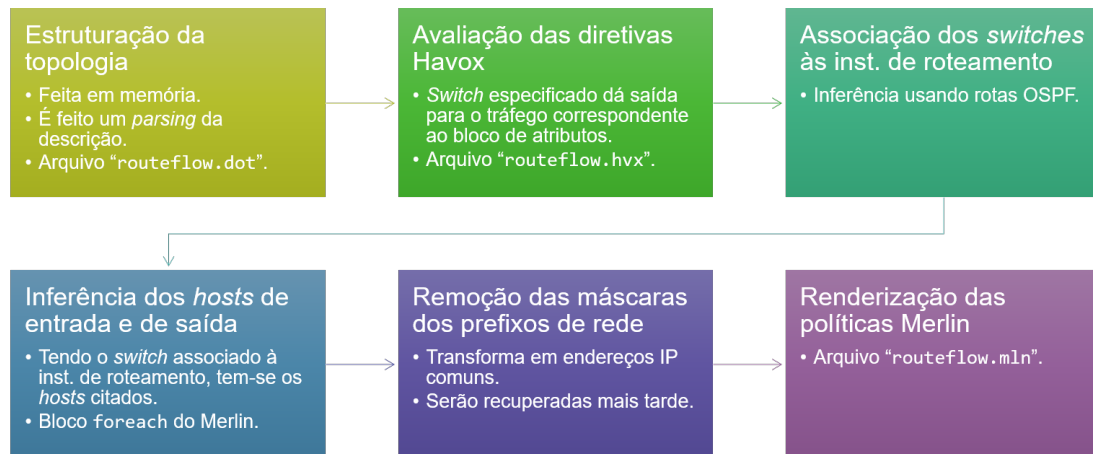 Estruturação da
topologia
• Feita em memória.
• É feito um parsing da
descrição.
• Arquivo “routeflow.dot”.
Avaliação das diretivas
Havox
• Switch especificado dá saída
para o tráfego correspondente
ao bloco de atributos.
• Arquivo “routeflow.hvx”.
Associação dos switches
às inst. de roteamento
• Inferência usando rotas OSPF.
Inferência dos hosts de
entrada e de saída
• Tendo o switch associado à
inst. de roteamento, tem-se os
hosts citados.
• Bloco foreach do Merlin.
Remoção das máscaras
dos prefixos de rede
• Transforma em endereços IP
comuns.
• Serão recuperadas mais tarde.
Renderização das
políticas Merlin
• Arquivo “routeflow.mln”.